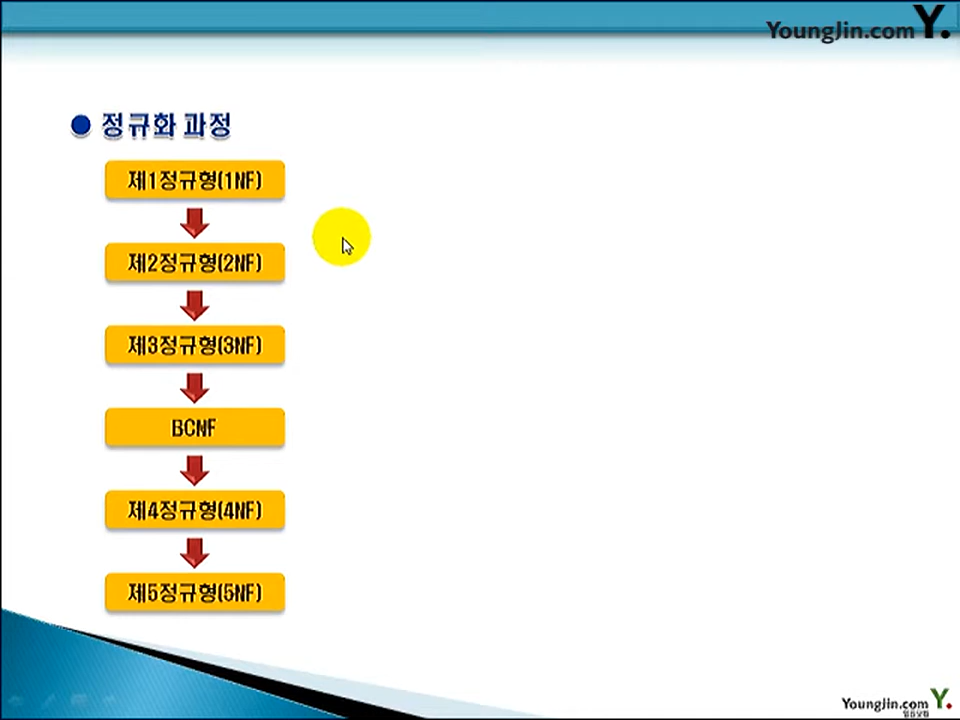 YoungJin.com Y.
정규화 과정
제1정규형(1NF)
제2정규형(2NF)
제3정규형(3NF)
BCNF
제4정규형(4NF)
제5정규형(5NF)
YoungJin.com Y.